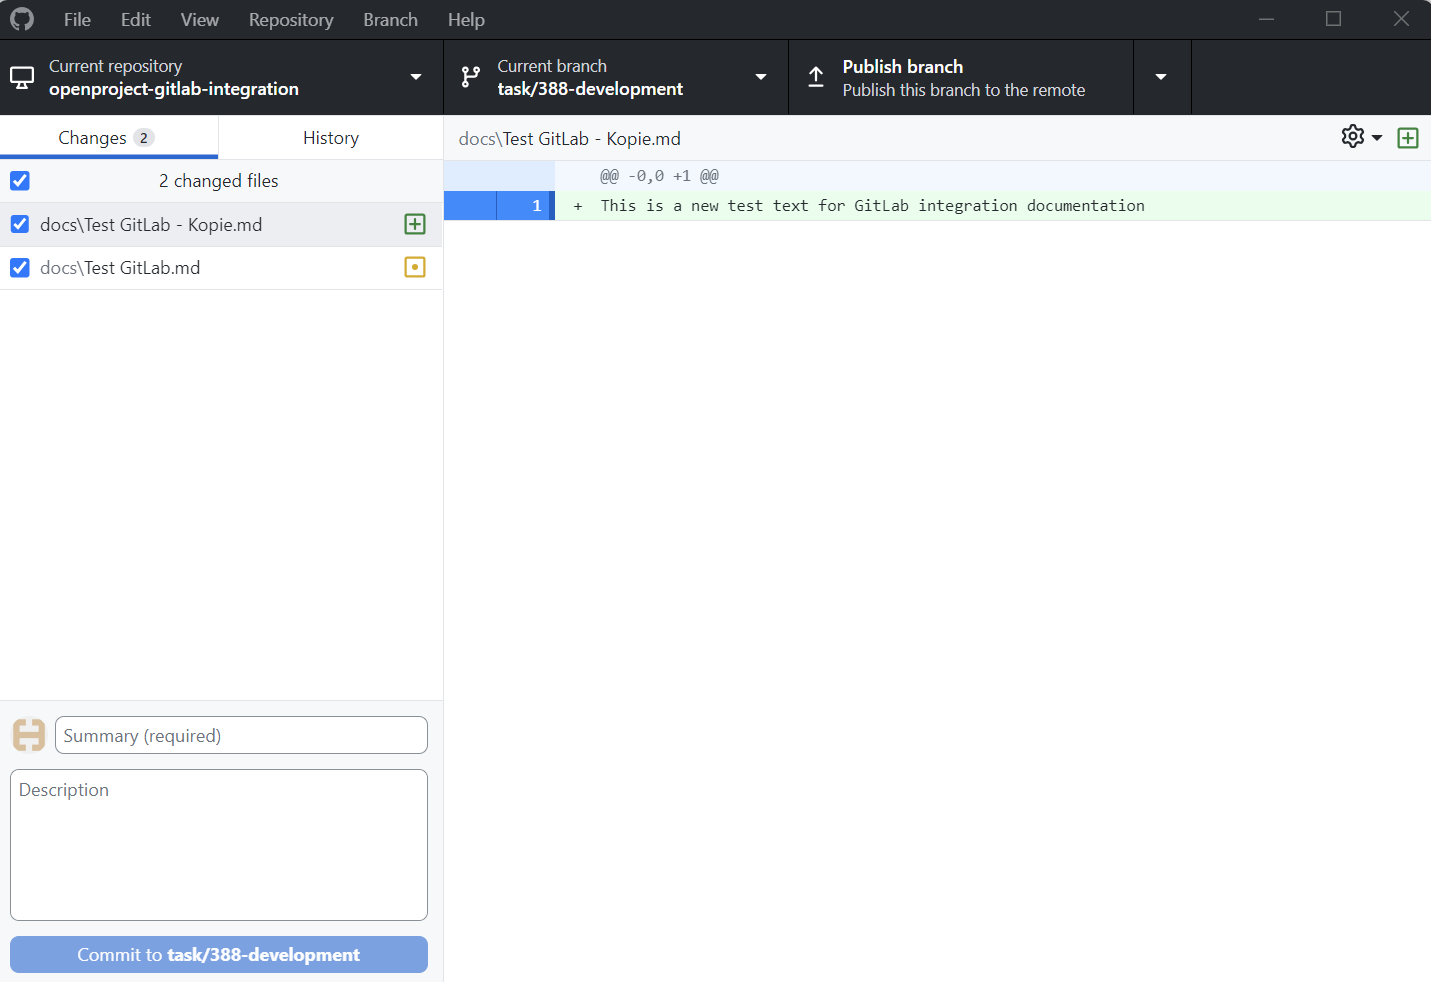 File Edit View Repository Branch Help
Current repository
openproject-gitlab-integration
Current branch
task/388-development
Publish branch
Publish this branch to the remote
Changes 2
History
2 changed files
docs\Test GitLab - Kopie.md
docs\Test GitLab.md
Summary (required)
Description
Commit to task/388-development
docs\Test GitLab - Kopie.md
@@ -0,0 +1 @@
1 + This is a new test text for GitLab integration documentation